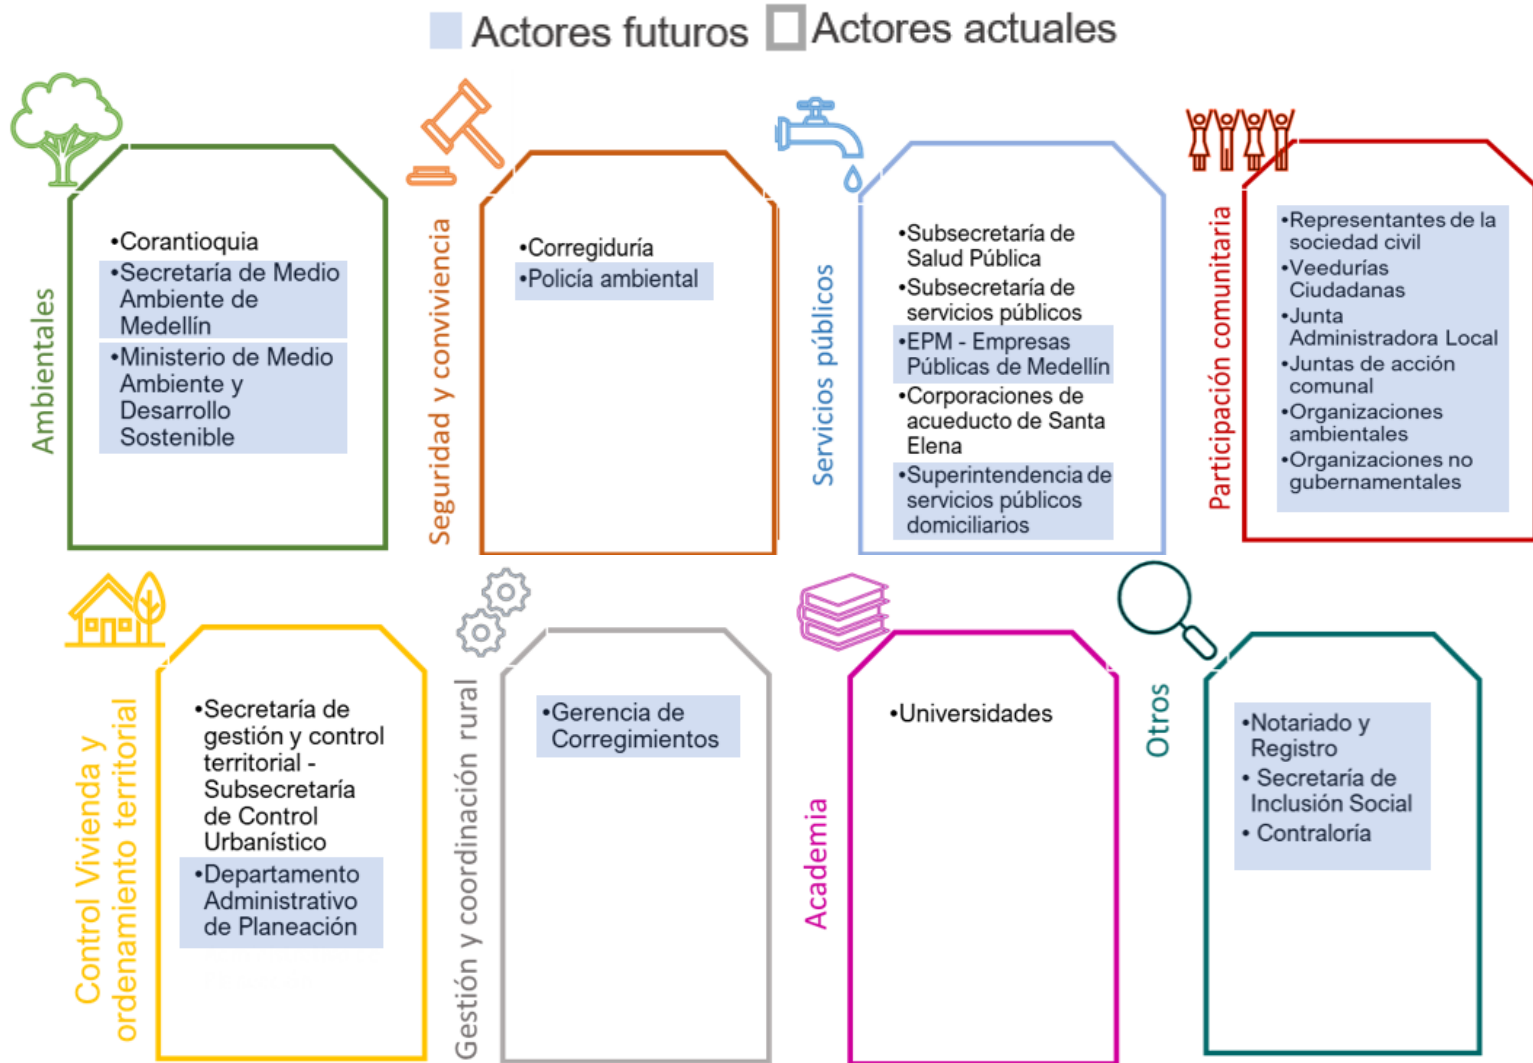 Actores futuros Actores actuales
Ambientales
•Corantioquia
•Secretaría de Medio
Ambiente de
Medellín
•Ministerio de Medio
Ambiente y
Desarrollo
Sostenible
Seguridad y conviviencia
•Corregiduría
•Policía ambiental
Servicios públicos
•Subsecretaría de
Salud Pública
•Subsecretaría de
servicios públicos
•EPM - Empresas
Públicas de Medellín
•Corporaciones de
acueducto de Santa
Elena
•Superintendencia de
servicios públicos
domiciliarios
Participación comunitaria
•Representantes de la
sociedad civil
•Veedurías
Ciudadanas
•Junta
Administradora Local
•Juntas de acción
comunal
•Organizaciones
ambientales
•Organizaciones no
gubernamentales
Control Vivienda y
ordenamiento territorial
•Secretaría de
gestión y control
territorial -
Subsecretaría
de Control
Urbanístico
•Departamento
Administrativo
de Planeación
Gestión y coordinación rural
•Gerencia de
Corregimientos
Academia
•Universidades
Otros
•Notariado y
Registro
• Secretaría de
Inclusión Social
• Contraloría